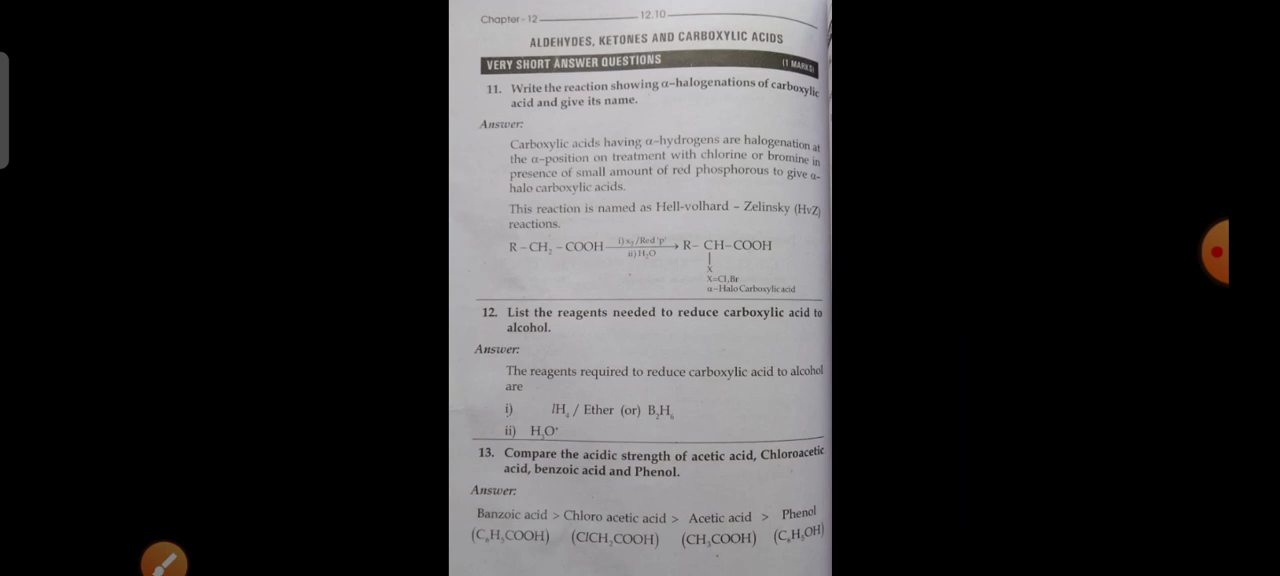 Chapter - 12 12.10
ALDEHYDES, KETONES AND CARBOXYLIC ACIDS
VERY SHORT ANSWER QUESTIONS (1 MARKS)
11. Write the reaction showing α-halogenations of carboxylic
acid and give its name.
Answer:
Carboxylic acids having α-hydrogens are halogenation at
the α-position on treatment with chlorine or bromine in
presence of small amount of red phosphorous to give α-
halo carboxylic acids.
This reaction is named as Hell-volhard - Zelinsky (HvZ)
reactions.
i) x₂ /Red 'p'
R - CH₂ - COOH → R- CH-COOH
ii) H₂O
|
X
X=Cl,Br
α-Halo Carboxylic acid
12. List the reagents needed to reduce carboxylic acid to
alcohol.
Answer:
The reagents required to reduce carboxylic acid to alcohol
are
i) lH₄ / Ether (or) B₂H₆
ii) H₃O⁺
13. Compare the acidic strength of acetic acid, Chloroacetic
acid, benzoic acid and Phenol.
Answer:
Banzoic acid > Chloro acetic acid > Acetic acid > Phenol
(C₆H₅COOH) (ClCH₂COOH) (CH₃COOH) (C₆H₅OH)